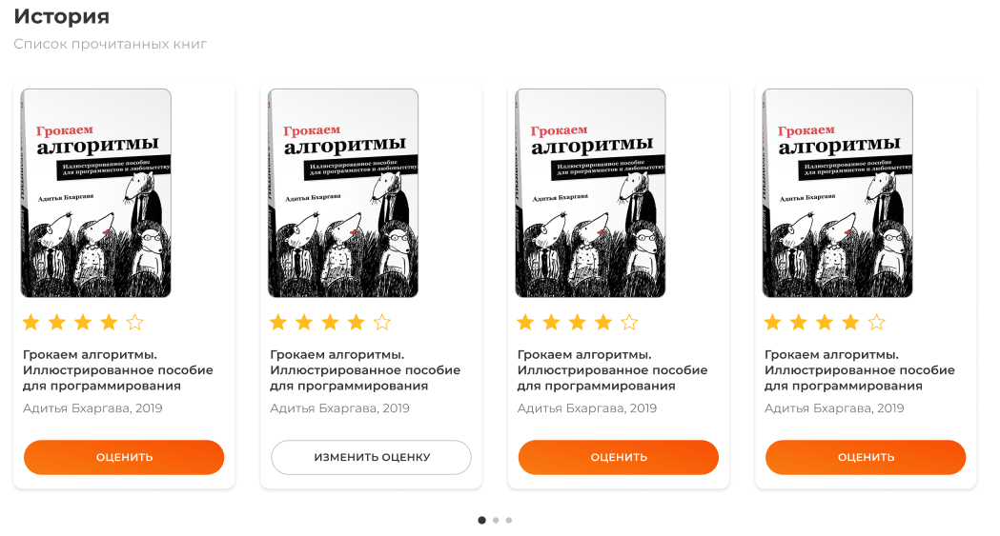 История
Список прочитанных книг
Грокаем
алгоритмы
Иллюстрированное пособие
для программистов и любопытству
Адитья Бхаргава
Грокаем алгоритмы.
Иллюстрированное пособие
для программирования
Адитья Бхаргава, 2019
ОЦЕНИТЬ
Грокаем
алгоритмы
Иллюстрированное пособие
для программистов и любопытству
Адитья Бхаргава
Грокаем алгоритмы.
Иллюстрированное пособие
для программирования
Адитья Бхаргава, 2019
ИЗМЕНИТЬ ОЦЕНКУ
Грокаем
алгоритмы
Иллюстрированное пособие
для программистов и любопытству
Адитья Бхаргава
Грокаем алгоритмы.
Иллюстрированное пособие
для программирования
Адитья Бхаргава, 2019
ОЦЕНИТЬ
Грокаем
алгоритмы
Иллюстрированное пособие
для программистов и любопытству
Адитья Бхаргава
Грокаем алгоритмы.
Иллюстрированное пособие
для программирования
Адитья Бхаргава, 2019
ОЦЕНИТЬ